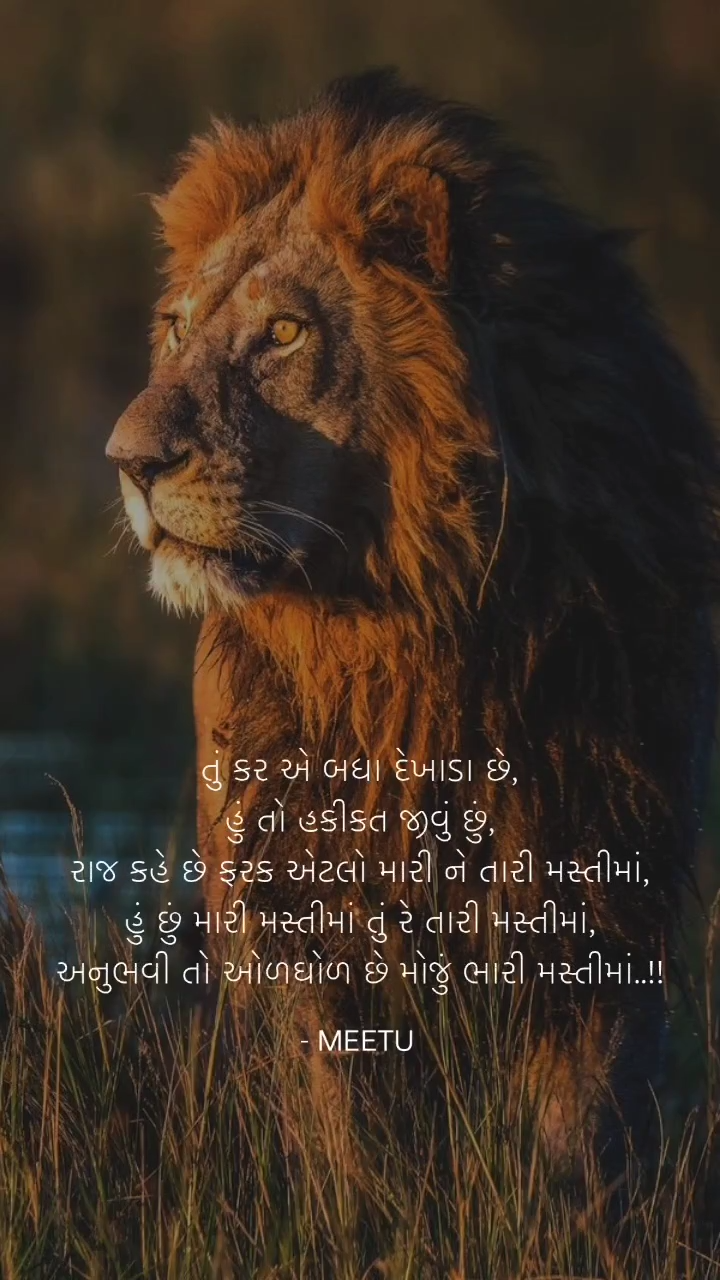 તું કર એ બધા દેખાડા છે,
હું તો હકીકત જીવું છું,
રાજ કહે છે ફરક એટલો મારી ને તારી મસ્તીમાં,
હું છું મારી મસ્તીમાં તું રે તારી મસ્તીમાં,
અનુભવી તો ઓળઘોળ છે મોજું ભારી મસ્તીમાં..!!
- MEETU